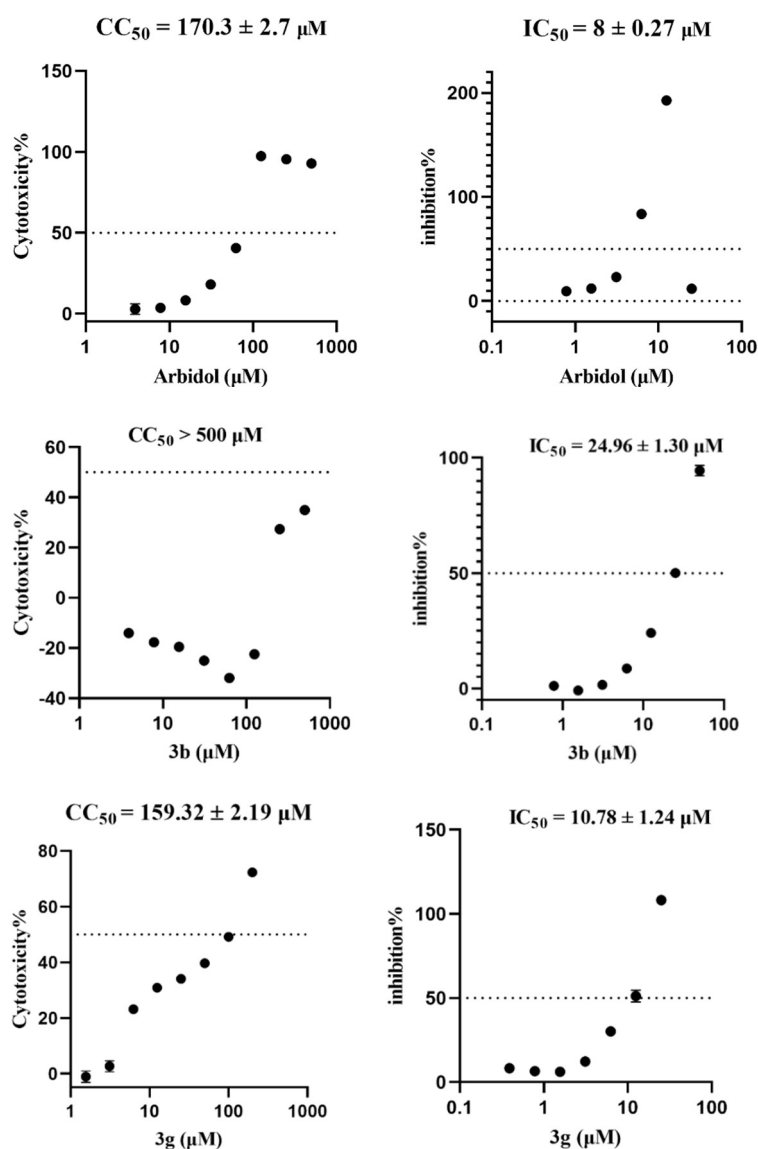 CC50 = 170.3 ± 2.7 μM
Cytotoxicity%
150
100
50
0
1
10
100
1000
Arbidol (μM)
IC50 = 8 ± 0.27 μM
inhibition%
200
100
0
0.1
1
10
100
Arbidol (μM)
CC50 > 500 μM
Cytotoxicity%
60
40
20
0
-20
-40
1
10
100
1000
3b (μM)
IC50 = 24.96 ± 1.30 μM
inhibition%
100
50
0
0.1
1
10
100
3b (μM)
CC50 = 159.32 ± 2.19 μM
Cytotoxicity%
80
60
40
20
0
1
10
100
1000
3g (μM)
IC50 = 10.78 ± 1.24 μM
inhibition%
150
100
50
0
0.1
1
10
100
3g (μM)